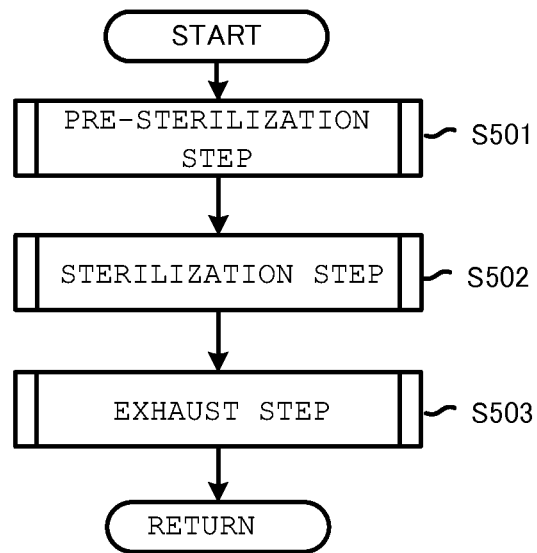 START
PRE-STERILIZATION
STEP
S501
STERILIZATION STEP
S502
EXHAUST STEP
S503
RETURN